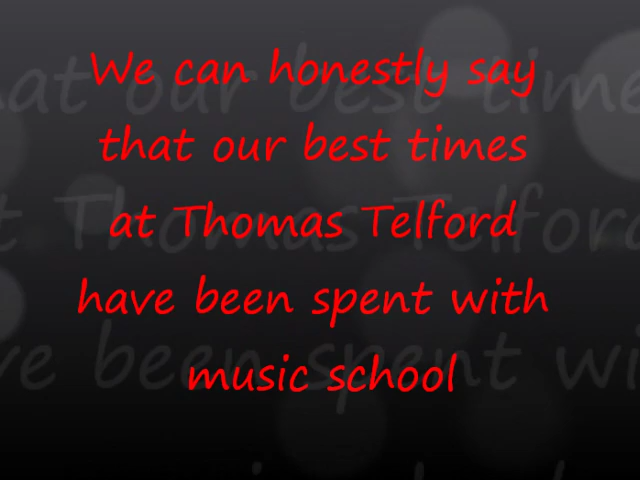 We can honestly say
that our best times
at Thomas Telford
have been spent with
music school